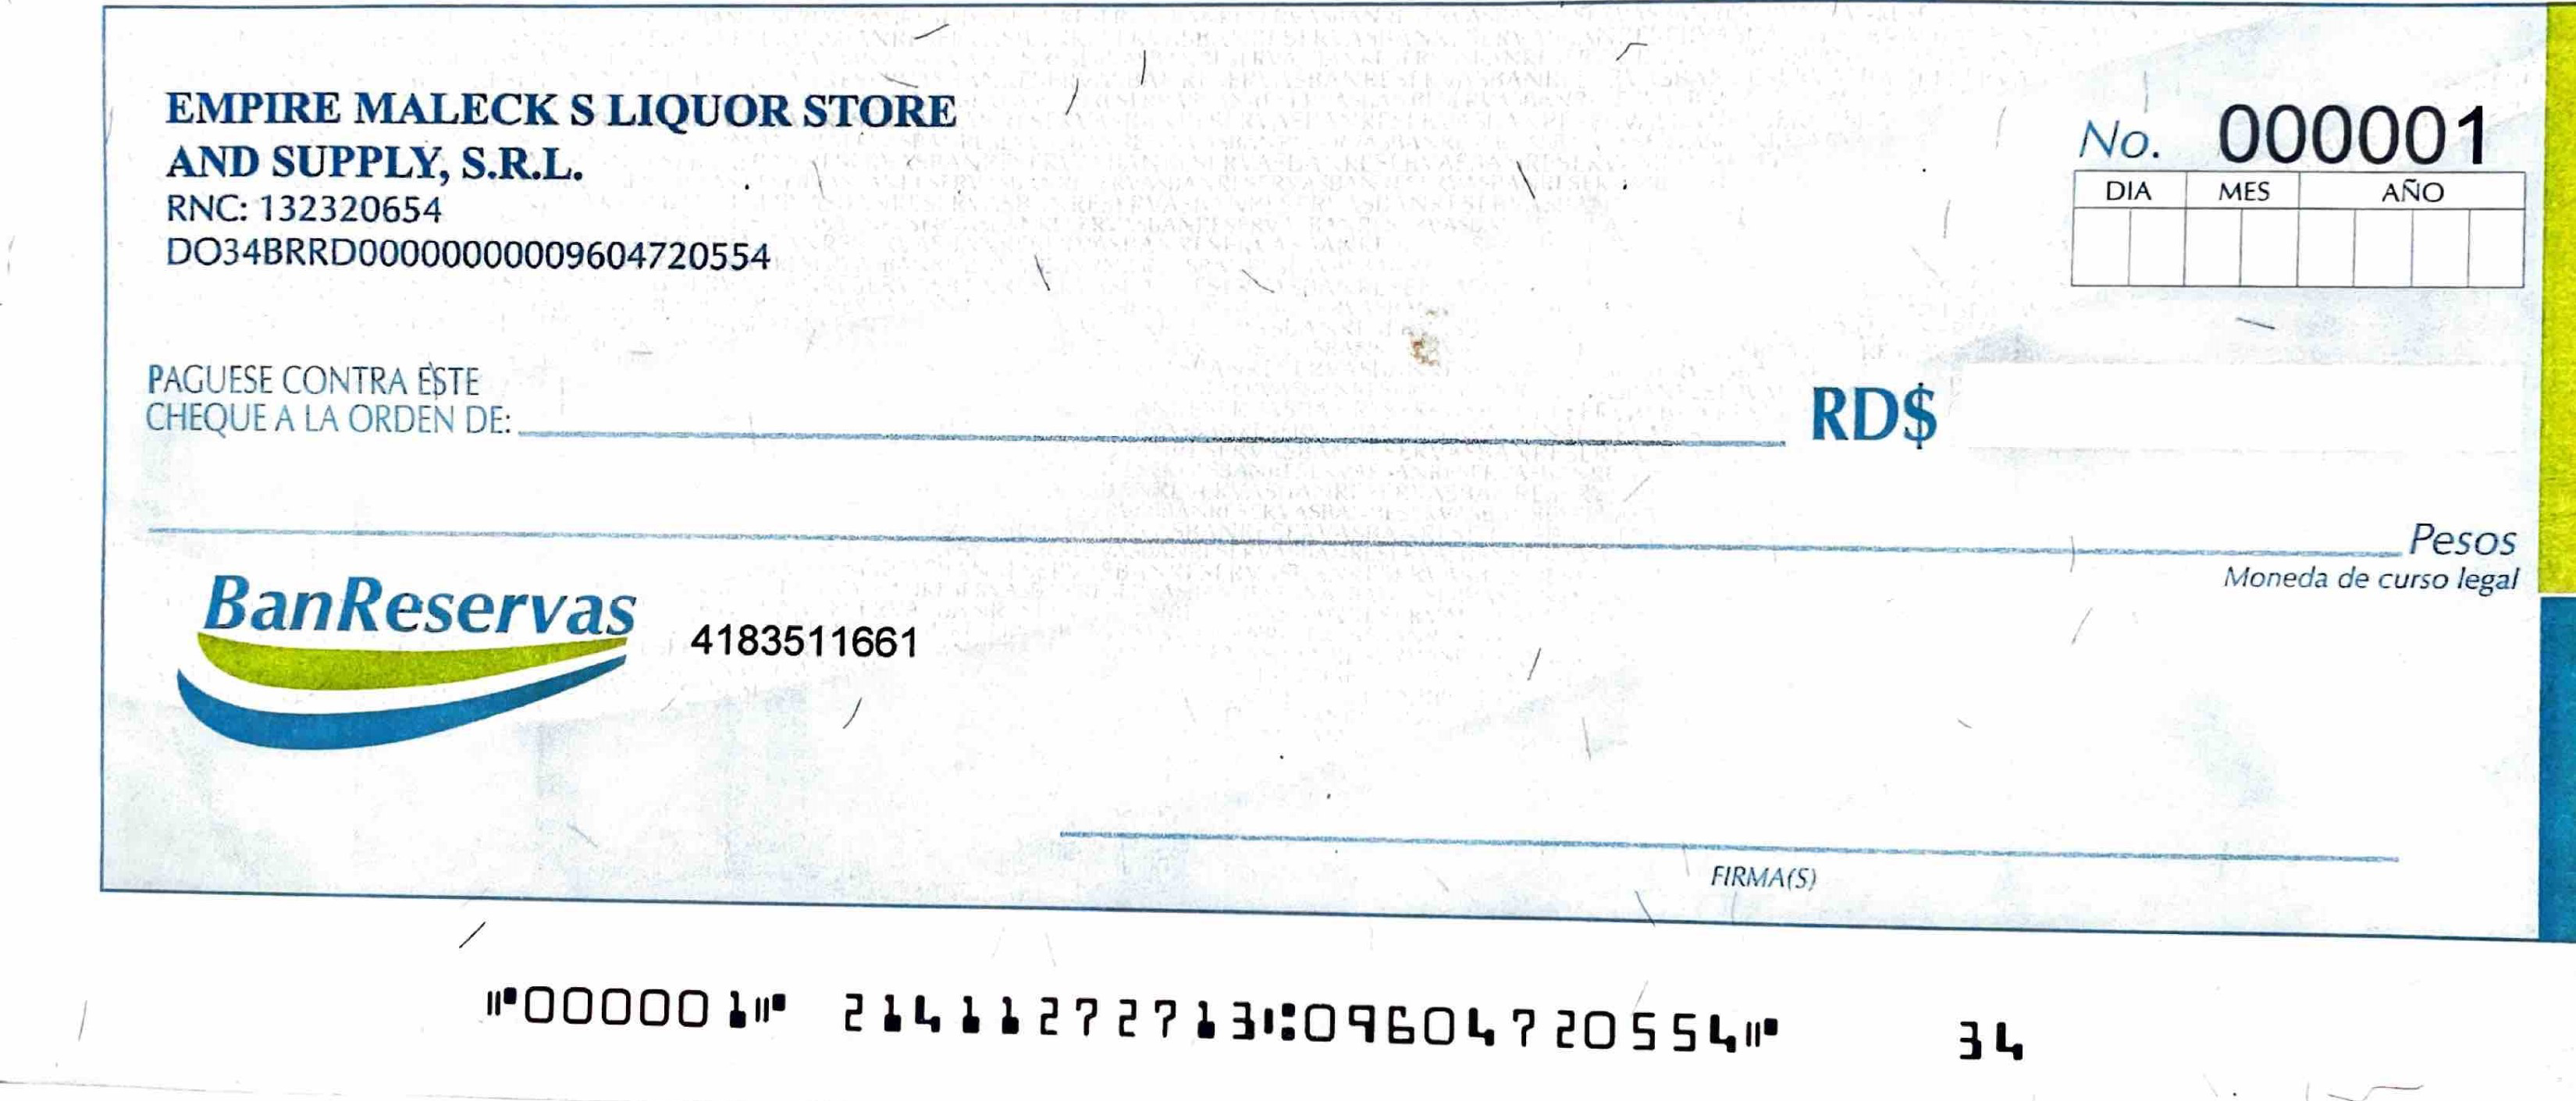 EMPIRE MALECK S LIQUOR STORE
AND SUPPLY, S.R.L.
RNC: 132320654
DO34BRRD00000000009604720554
No. 000001
DIA MES AÑO
PAGUESE CONTRA ESTE
CHEQUE A LA ORDEN DE:
RD$
Pesos
Moneda de curso legal
BanReservas
4183511661
FIRMA(S)
⑈000001⑈ 21411272713⑆09604720554⑈ 34